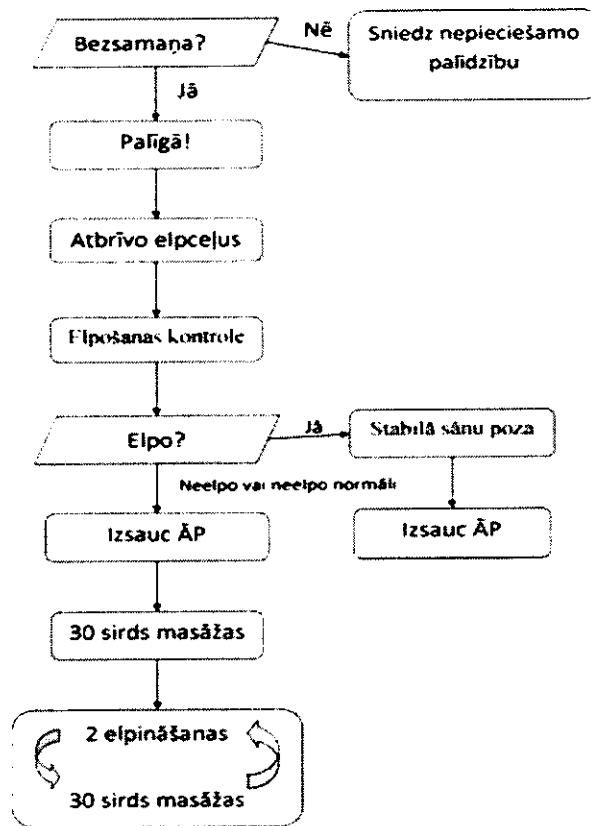 Bezsamaņa?
Nē
Sniedz nepieciešamo
palīdzību
Jā
Palīgā!
Atbrīvo elpceļus
Elpošanas kontrole
Elpo?
Jā
Stabilā sānu poza
Neelpo vai neelpo normāli
Izsauc ĀP
Izsauc ĀP
30 sirds masāžas
2 elpināšanas
30 sirds masāžas